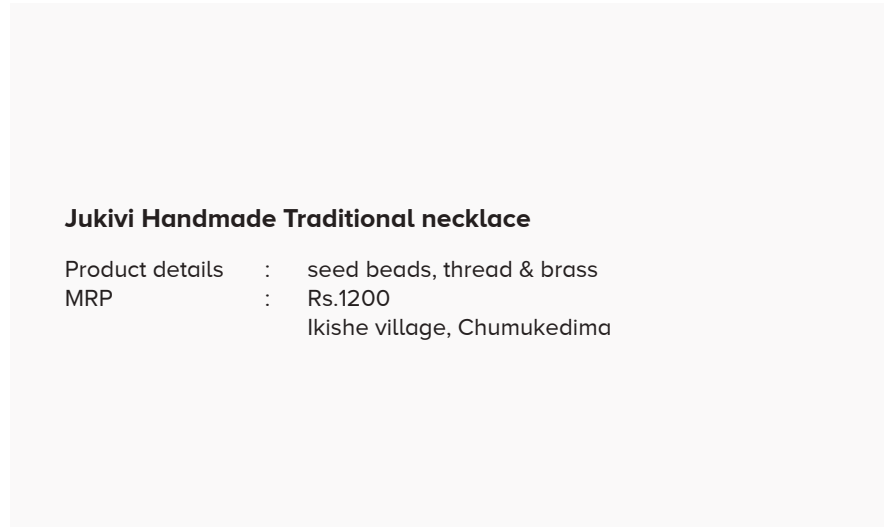 Jukivi Handmade Traditional necklace
Product details : seed beads, thread & brass
MRP : Rs.1200
Ikishe village, Chumukedima